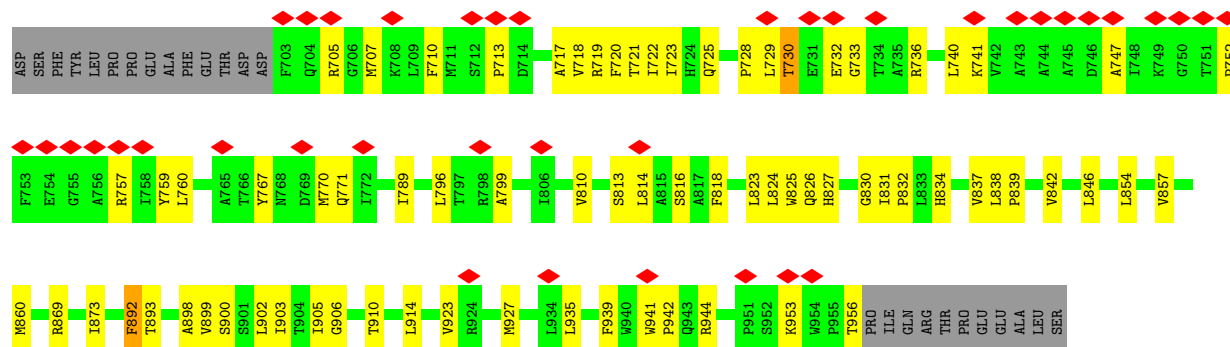 ASP SER PHE TYR LEU PRO PRO GLU ALA PHE GLU THR ASP ASP F703 Q704 R705 G706 M707 K708 L709 F710 M711 S712 P713 D714 A717 V718 R719 F720 T721 I722 I723 H724 Q725 P728 L729 T730 E731 E732 G733 T734 A735 R736 L740 K741 V742 A743 A744 A745 D746 A747 I748 K749 G750 T751
F753 E754 G755 A756 R757 I758 Y759 L760 A765 T766 Y767 N768 D769 M770 Q771 I772 I789 L796 T797 R798 A799 I806 V810 S813 L814 A815 S816 A817 F818 L823 L824 W825 Q826 H827 G830 I831 P832 L833 H834 V837 L838 P839 V842 L846 L854 V857
M860 R869 I873 F892 T893 A898 V899 S900 S901 L902 I903 T904 I905 G906 T910 L914 V923 R924 M927 L934 L935 F939 W940 W941 P942 Q943 R944 P951 S952 K953 W954 P955 T956 PRO ILE GLN ARG THR PRO GLU GLU ALA LEU SER